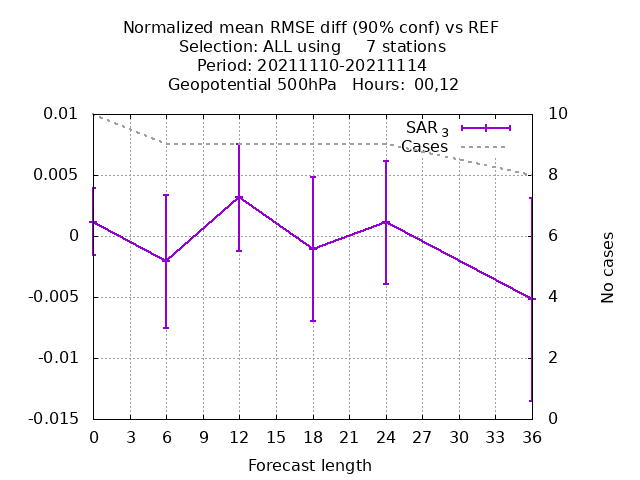 Normalized mean RMSE diff (90% conf) vs REF
Selection: ALL using     7 stations
Period: 20211110-20211114
Geopotential 500hPa   Hours:  00,12
0.01
0.005
0
-0.005
-0.01
-0.015
SAR 3
Cases
10
8
6
4
2
0
No cases
0 3 6 9 12 15 18 21 24 27 30 33 36
Forecast length